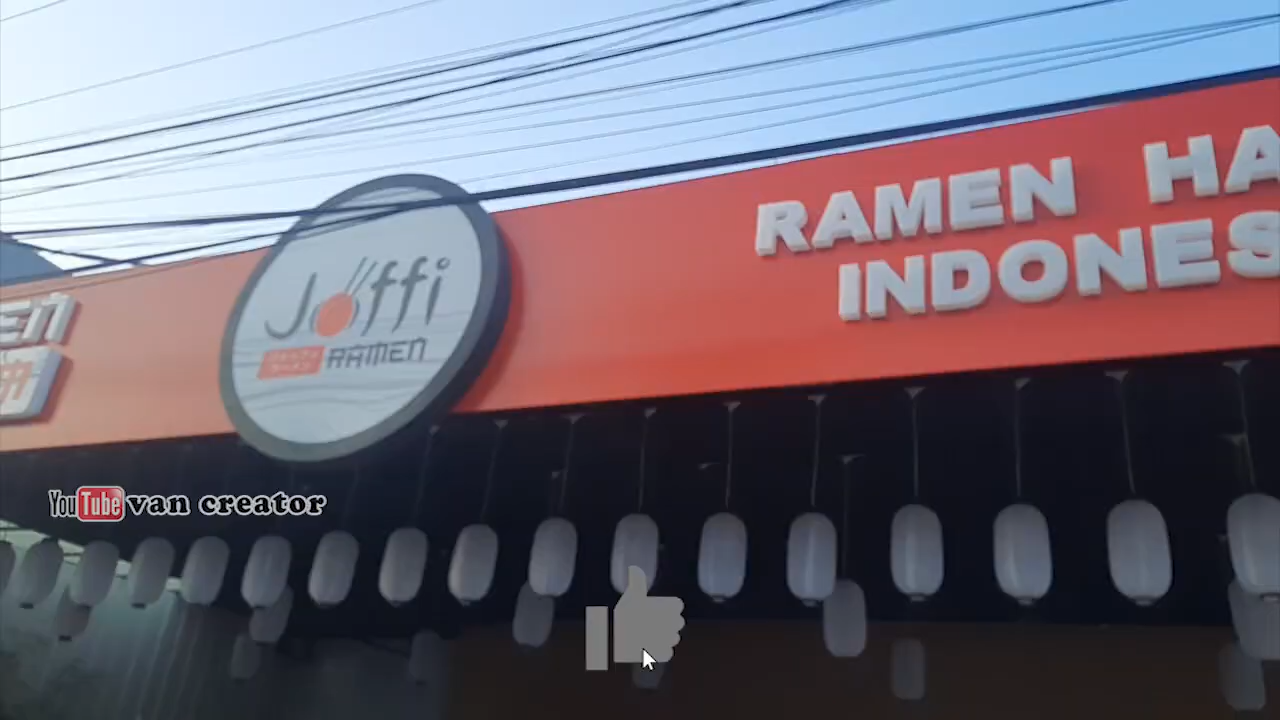 Joffi
RAMEN
RAMEN HA
INDONES
YouTube van creator